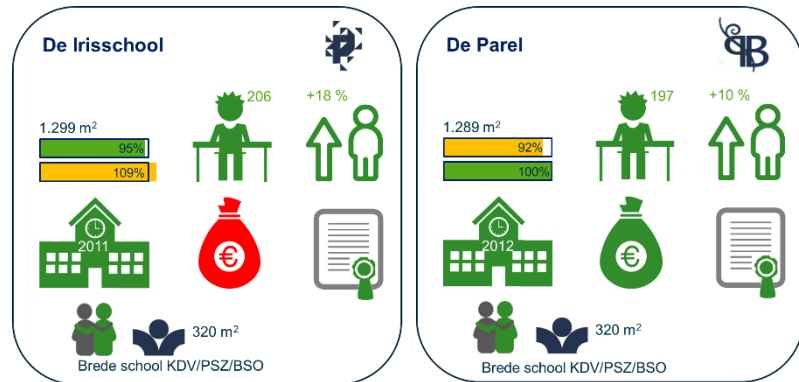 De Irisschool
P
206
+18 %
1.299 m²
95%
109%
2011
€
320 m²
Brede school KDV/PSZ/BSO
De Parel
PB
197
+10 %
1.289 m²
92%
100%
2012
€
320 m²
Brede school KDV/PSZ/BSO